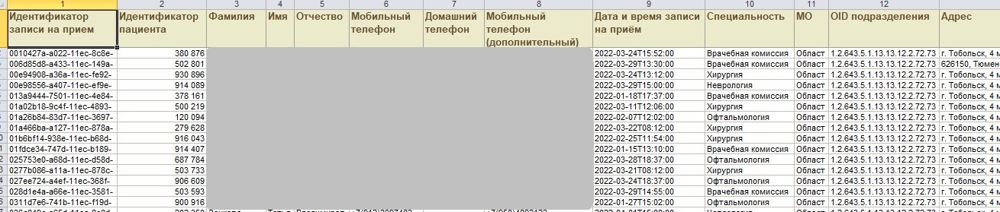 1 2 3 4 5 6 7 8 9 10 11 12
Идентификатор записи на прием Идентификатор пациента Фамилия Имя Отчество Мобильный телефон Домашний телефон Мобильный телефон (дополнительный) Дата и время записи на приём Специальность МО OID подразделения Адрес
0010427a-a022-11ec-8c8e- 380 876 2022-03-24T15:52:00 Врачебная комиссия Област 1.2.643.5.1.13.13.12.2.72.73 г. Тобольск, 4 м
006d85d8-a433-11ec-149a- 502 801 2022-03-29T13:30:00 Врачебная комиссия Област 1.2.643.5.1.13.13.12.2.72.73 626150, Тюмен
00e94908-a36a-11ec-fe92- 930 896 2022-03-24T13:12:00 Хирургия Област 1.2.643.5.1.13.13.12.2.72.73 г. Тобольск, 4 м
00e98556-a407-11ec-ef9e- 914 089 2022-03-29T15:00:00 Неврология Област 1.2.643.5.1.13.13.12.2.72.73 г. Тобольск, 4 м
013a9444-7501-11ec-4e84- 378 161 2022-01-18T17:37:00 Врачебная комиссия Област 1.2.643.5.1.13.13.12.2.72.73 г. Тобольск, 4 м
01a02b18-9c4f-11ec-4893- 500 219 2022-03-11T12:06:00 Хирургия Област 1.2.643.5.1.13.13.12.2.72.73 г. Тобольск, 4 м
01a26b84-83d7-11ec-3697- 120 094 2022-02-07T12:02:00 Офтальмология Област 1.2.643.5.1.13.13.12.2.72.73 г. Тобольск, 4 м
01a466ba-a127-11ec-878a- 279 628 2022-03-22T08:12:00 Хирургия Област 1.2.643.5.1.13.13.12.2.72.73 г. Тобольск, 4 м
01b6bf14-938e-11ec-b68d- 916 043 2022-02-25T11:54:00 Хирургия Област 1.2.643.5.1.13.13.12.2.72.73 г. Тобольск, 4 м
01fdce34-747d-11ec-b189- 914 407 2022-01-15T13:10:00 Врачебная комиссия Област 1.2.643.5.1.13.13.12.2.72.73 г. Тобольск, 4 м
025753e0-a68d-11ec-d58d- 687 784 2022-03-28T18:37:00 Офтальмология Област 1.2.643.5.1.13.13.12.2.72.73 г. Тобольск, 4 м
0277b086-a11a-11ec-878c- 503 733 2022-03-21T08:12:00 Хирургия Област 1.2.643.5.1.13.13.12.2.72.73 г. Тобольск, 4 м
027ee724-a4ef-11ec-368f- 906 609 2022-03-24T18:37:00 Офтальмология Област 1.2.643.5.1.13.13.12.2.72.73 г. Тобольск, 4 м
028d1e4a-a66e-11ec-3581- 503 593 2022-03-29T14:55:00 Врачебная комиссия Област 1.2.643.5.1.13.13.12.2.72.73 г. Тобольск, 4 м
0311d7e6-741b-11ec-f19d- 900 916 2022-01-27T15:02:00 Офтальмология Област 1.2.643.5.1.13.13.12.2.72.73 г. Тобольск, 4 м